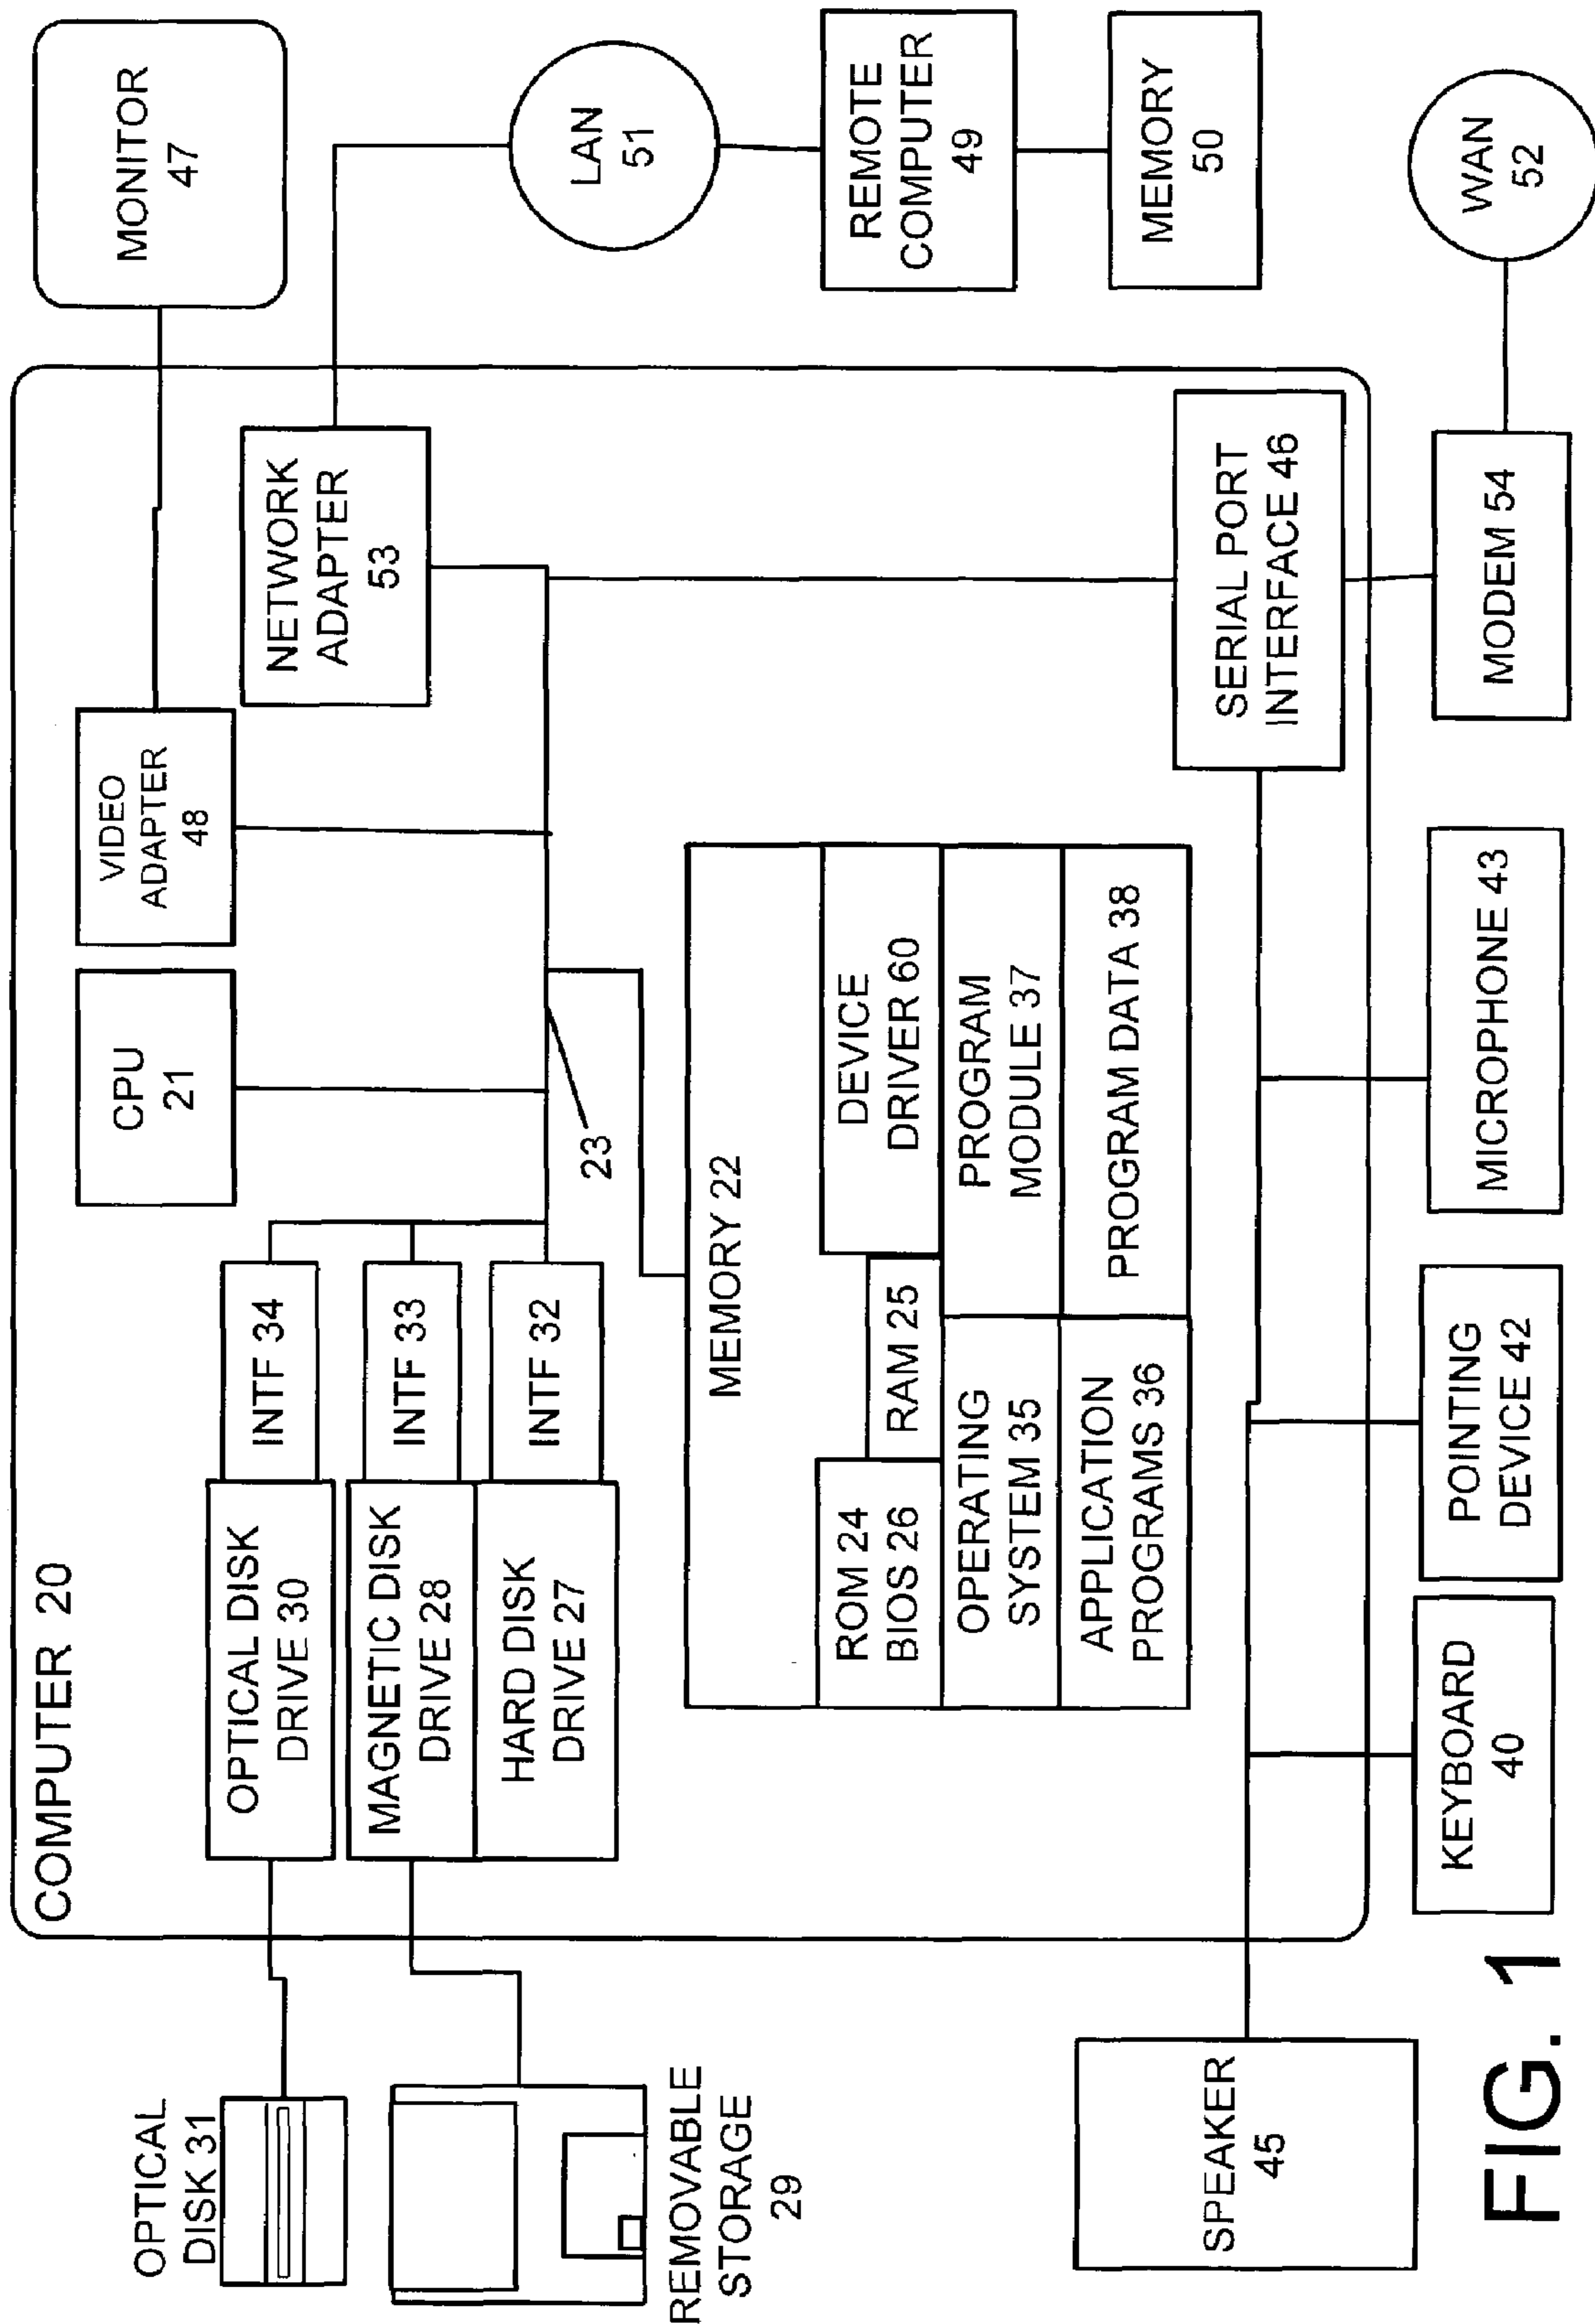 COMPUTER 20
MONITOR
47
VIDEO
ADAPTER
48
CPU
21
NETWORK
ADAPTER
53
LAN
51
REMOTE
COMPUTER
49
MEMORY
50
WAN
52
OPTICAL
DISK 31
OPTICAL DISK
DRIVE 30
INTF 34
MAGNETIC DISK
DRIVE 28
INTF 33
HARD DISK
DRIVE 27
INTF 32
23
REMOVABLE
STORAGE
29
MEMORY 22
ROM 24
BIOS 26
RAM 25
DEVICE
DRIVER 60
OPERATING
SYSTEM 35
PROGRAM
MODULE 37
APPLICATION
PROGRAMS 36
PROGRAM DATA 38
SERIAL PORT
INTERFACE 46
SPEAKER
45
KEYBOARD
40
POINTING
DEVICE 42
MICROPHONE 43
MODEM 54
FIG. 1